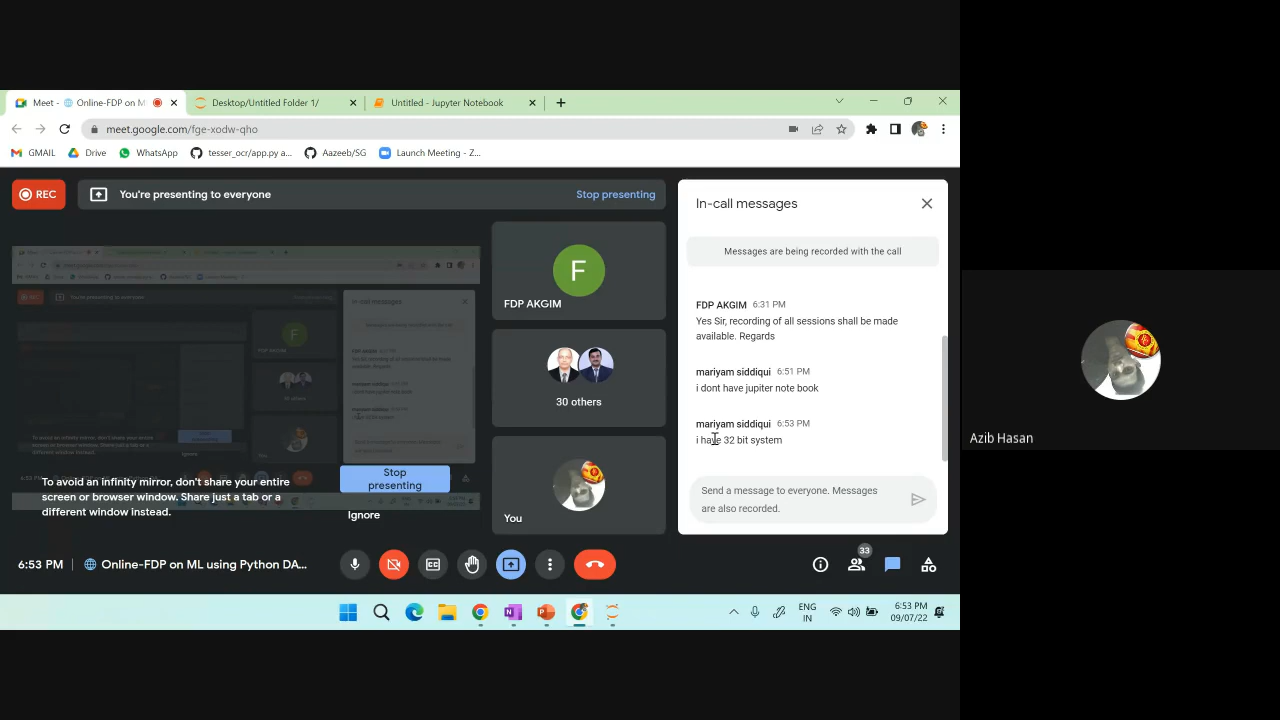 Meet - Online-FDP on M
Desktop/Untitled Folder 1/
Untitled - Jupyter Notebook
meet.google.com/fge-xodw-qho
GMAIL
Drive
WhatsApp
tesser_ocr/app.py a...
Aazeeb/SG
Launch Meeting - Z...
REC
You're presenting to everyone
Stop presenting
In-call messages
Messages are being recorded with the call
F
FDP AKGIM
FDP AKGIM 6:31 PM
Yes Sir, recording of all sessions shall be made
available. Regards
mariyam siddiqui 6:51 PM
i dont have jupiter note book
30 others
mariyam siddiqui 6:53 PM
i have 32 bit system
Azib Hasan
To avoid an infinity mirror, don't share your entire
screen or browser window. Share just a tab or a
different window instead.
Stop
presenting
Ignore
You
Send a message to everyone. Messages
are also recorded.
6:53 PM | Online-FDP on ML using Python DA...
33
ENG
IN
6:53 PM
09/07/22